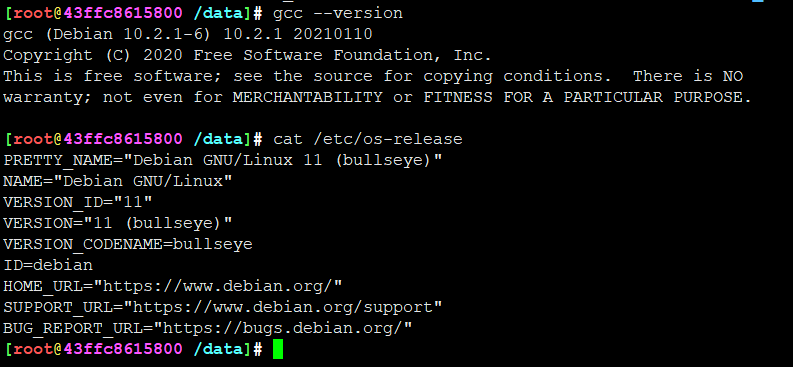 [root@43ffc8615800 /data]# gcc --version
gcc (Debian 10.2.1-6) 10.2.1 20210110
Copyright (C) 2020 Free Software Foundation, Inc.
This is free software; see the source for copying conditions.  There is NO
warranty; not even for MERCHANTABILITY or FITNESS FOR A PARTICULAR PURPOSE.

[root@43ffc8615800 /data]# cat /etc/os-release
PRETTY_NAME="Debian GNU/Linux 11 (bullseye)"
NAME="Debian GNU/Linux"
VERSION_ID="11"
VERSION="11 (bullseye)"
VERSION_CODENAME=bullseye
ID=debian
HOME_URL="https://www.debian.org/"
SUPPORT_URL="https://www.debian.org/support"
BUG_REPORT_URL="https://bugs.debian.org/"
[root@43ffc8615800 /data]#